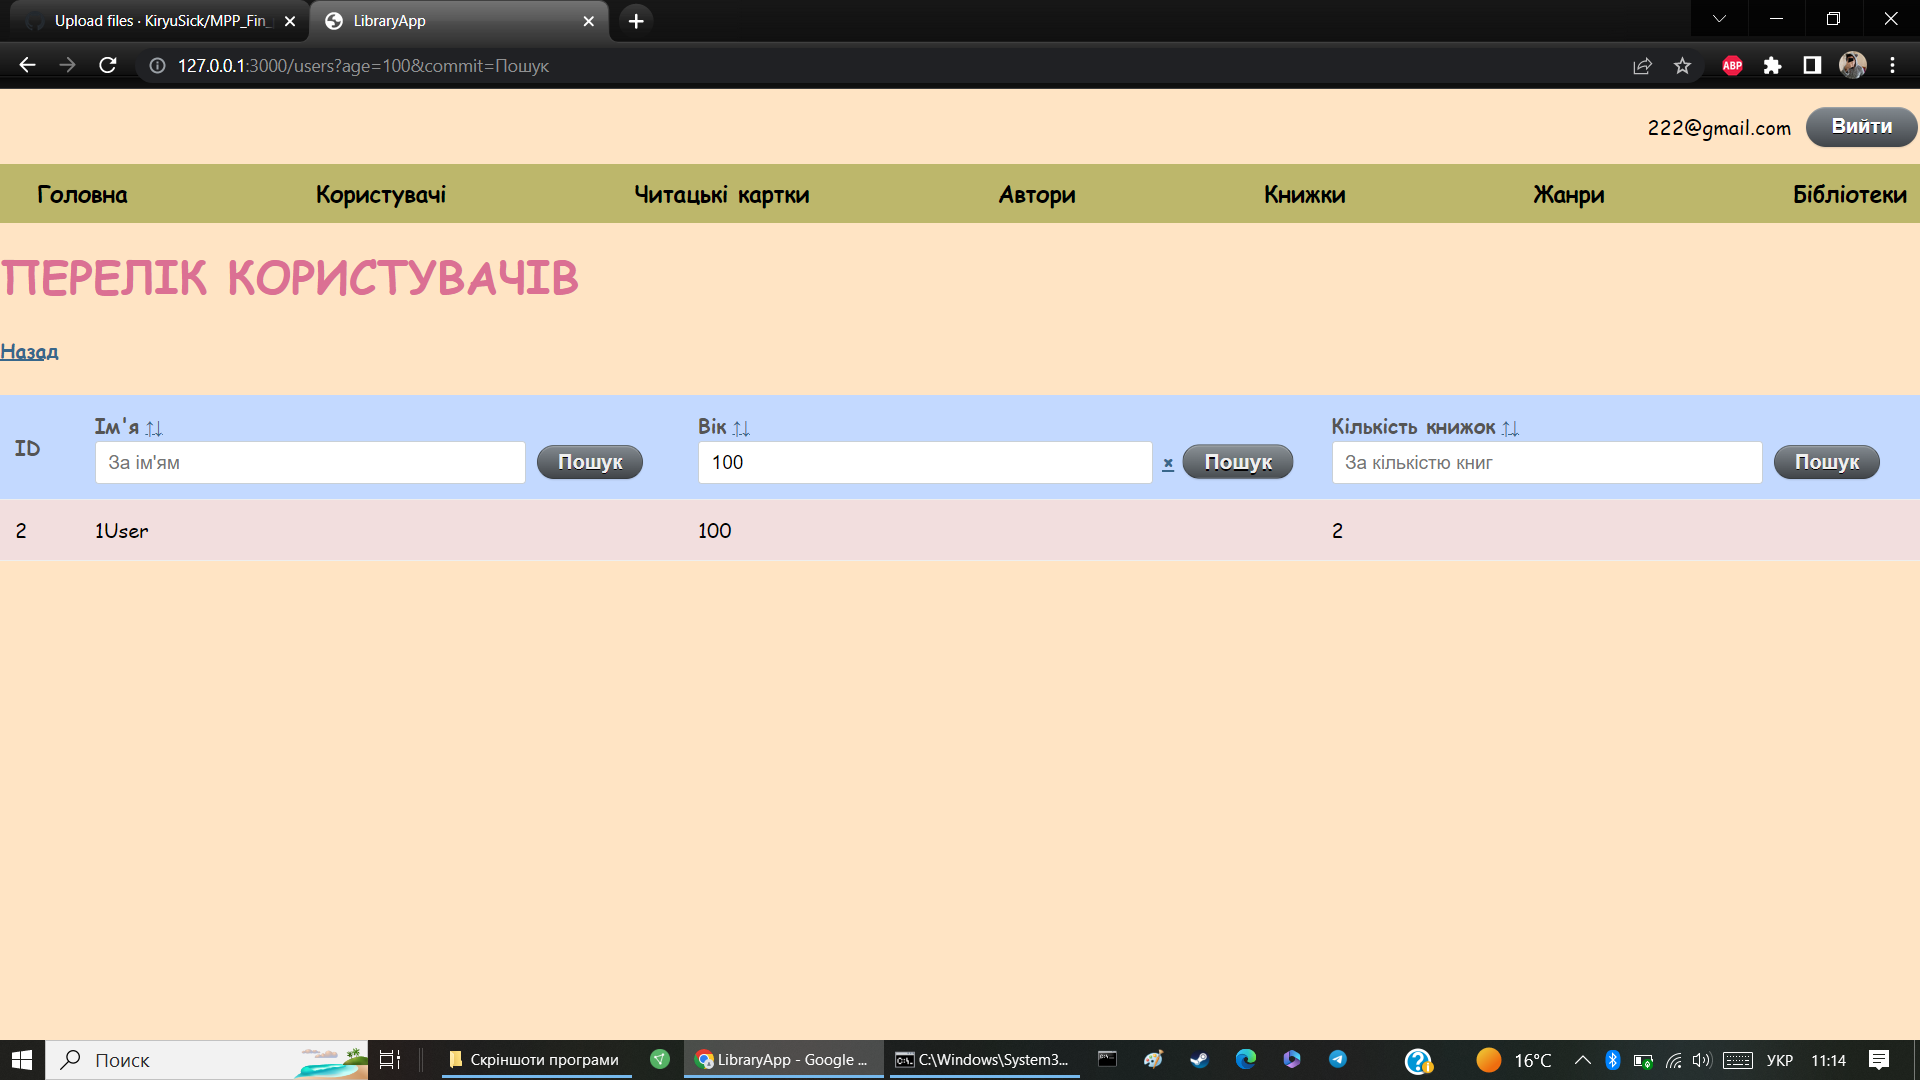 Upload files · KiryuSick/MPP_Fin_
LibraryApp
127.0.0.1:3000/users?age=100&commit=Пошук
ABP
222@gmail.com
Вийти
Головна Користувачі Читацькі картки Автори Книжки Жанри Бібліотеки
ПЕРЕЛІК КОРИСТУВАЧІВ
Назад
ID Ім'я ↑↓ Вік ↑↓ Кількість книжок ↑↓
За ім'ям Пошук 100 x Пошук За кількістю книг Пошук
2 1User 100 2
Поиск
Скріншоти програми
LibraryApp - Google ...
C:\Windows\System3...
16°C
УКР
11:14